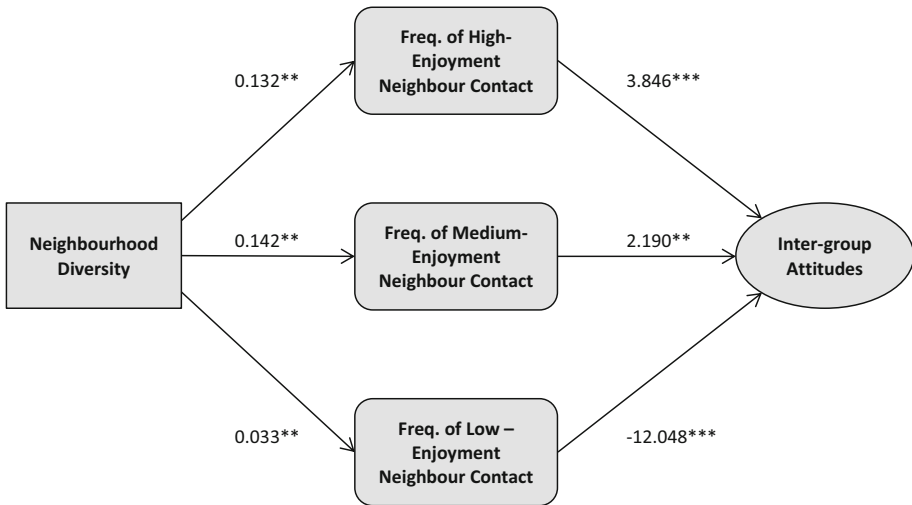 Freq. of High-
Enjoyment
Neighbour Contact
0.132**
3.846***
Neighbourhood
Diversity
0.142**
Freq. of Medium-
Enjoyment
Neighbour Contact
2.190**
Inter-group
Attitudes
0.033**
Freq. of Low –
Enjoyment
Neighbour Contact
-12.048***